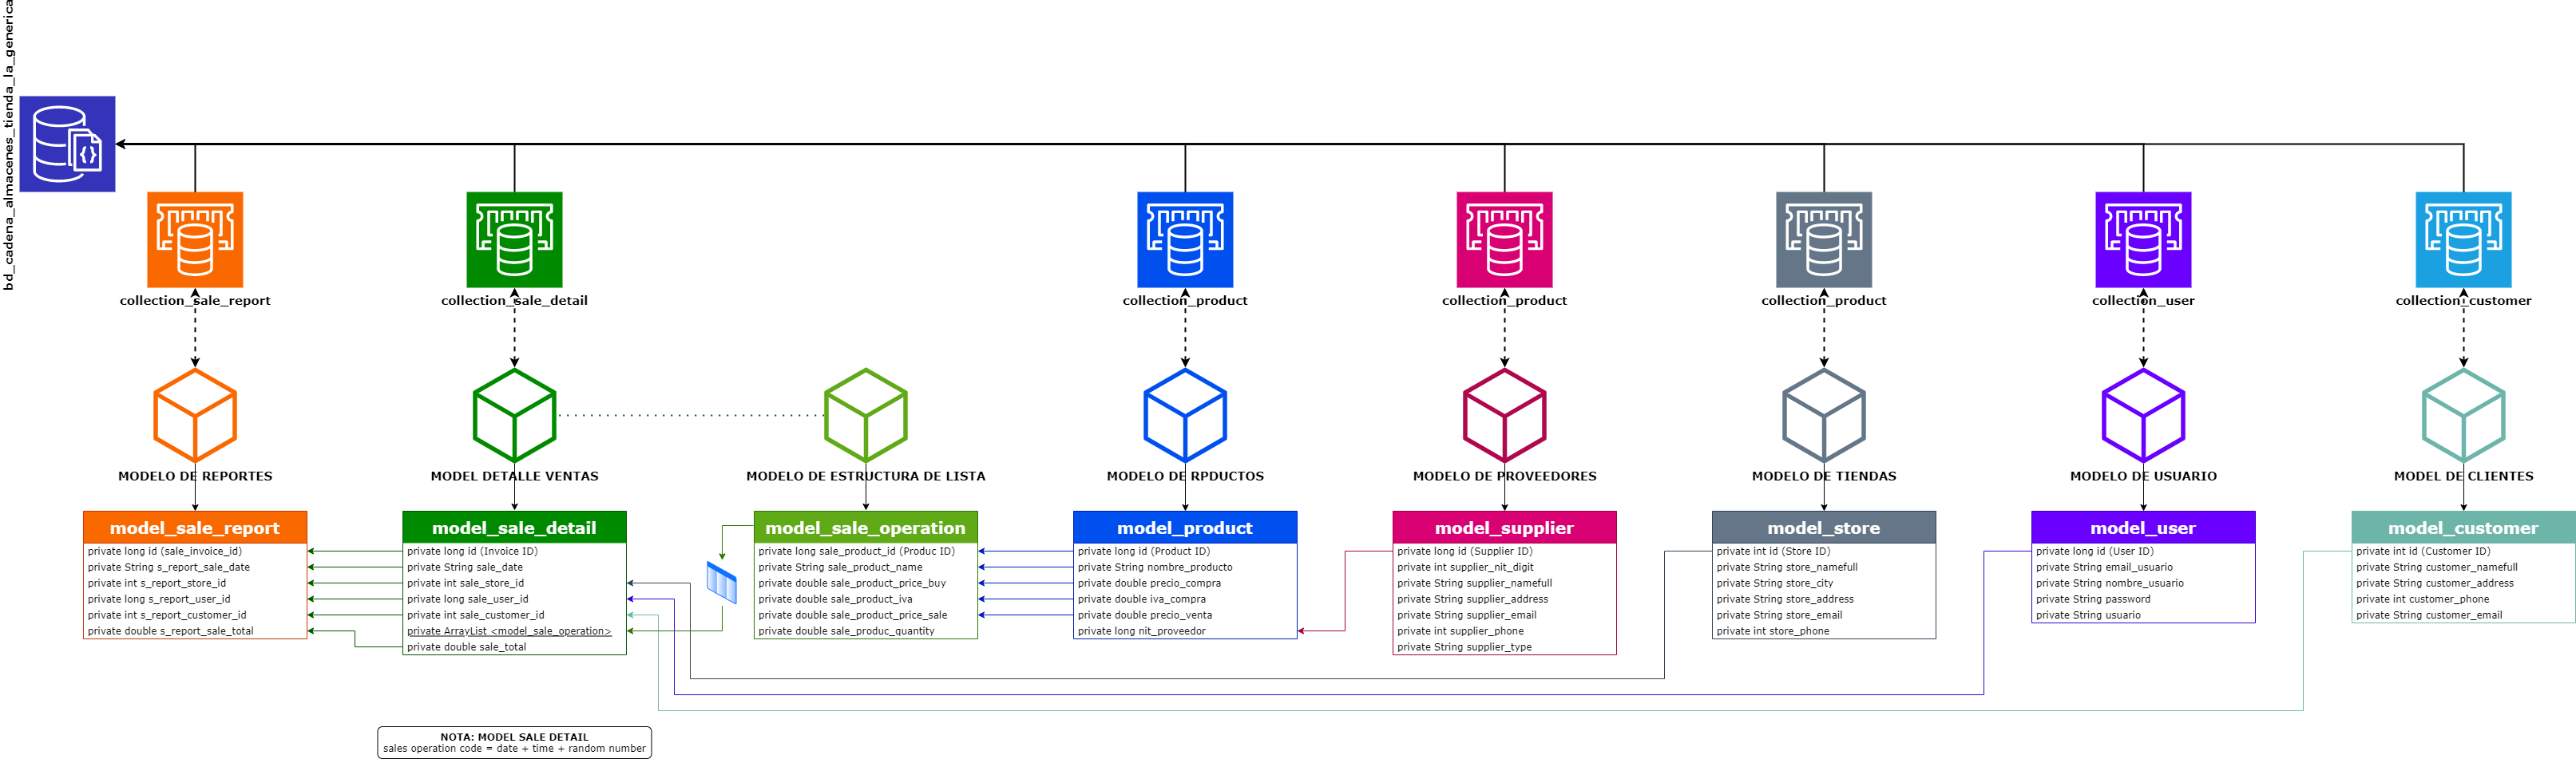 bd_cadena_almacenes_tienda_la_generica
collection_sale_report
collection_sale_detail
collection_product
collection_product
collection_product
collection_user
collection_customer
MODELO DE REPORTES
MODEL DETALLE VENTAS
MODELO DE ESTRUCTURA DE LISTA
MODELO DE RPDUCTOS
MODELO DE PROVEEDORES
MODELO DE TIENDAS
MODELO DE USUARIO
MODEL DE CLIENTES
model_sale_report
private long id (sale_invoice_id)
private String s_report_sale_date
private int s_report_store_id
private long s_report_user_id
private int s_report_customer_id
private double s_report_sale_total
model_sale_detail
private long id (Invoice ID)
private String sale_date
private int sale_store_id
private long sale_user_id
private int sale_customer_id
private ArrayList <model_sale_operation>
private double sale_total
model_sale_operation
private long sale_product_id (Produc ID)
private String sale_product_name
private double sale_product_price_buy
private double sale_product_iva
private double sale_product_price_sale
private double sale_produc_quantity
model_product
private long id (Product ID)
private String nombre_producto
private double precio_compra
private double iva_compra
private double precio_venta
private long nit_proveedor
model_supplier
private long id (Supplier ID)
private int supplier_nit_digit
private String supplier_namefull
private String supplier_address
private String supplier_email
private int supplier_phone
private String supplier_type
model_store
private int id (Store ID)
private String store_namefull
private String store_city
private String store_address
private String store_email
private int store_phone
model_user
private long id (User ID)
private String email_usuario
private String nombre_usuario
private String password
private String usuario
model_customer
private int id (Customer ID)
private String customer_namefull
private String customer_address
private int customer_phone
private String customer_email
NOTA: MODEL SALE DETAIL
sales operation code = date + time + random number